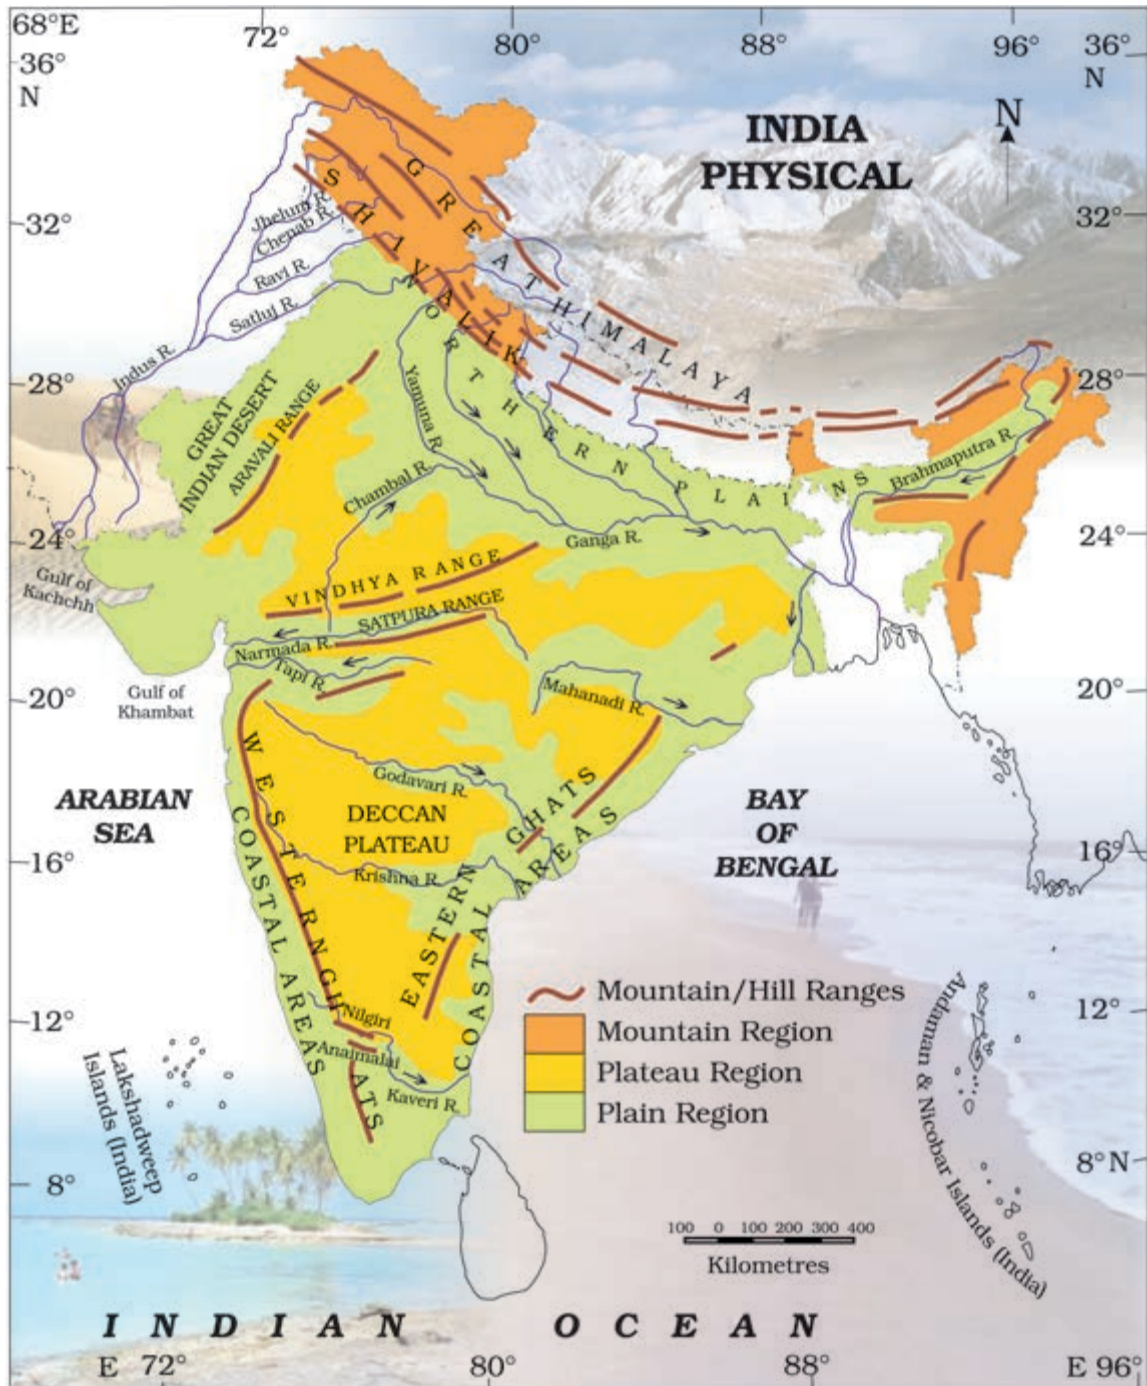 68°E
72°
80°
88°
96°
36°
N
36°
N
INDIA
PHYSICAL
N
GREAT HIMALAYA
SHIVALIK
32°
32°
Jhelum R.
Chenab R.
Ravi R.
Satluj R.
Indus R.
28°
28°
NORTHERN PLAINS
GREAT
INDIAN DESERT
ARAVALI RANGE
Yamuna R.
Chambal R.
Brahmaputra R.
24°
24°
Ganga R.
Gulf of
Kachchh
VINDHYA RANGE
SATPURA RANGE
Narmada R.
Tapi R.
Gulf of
Khambat
20°
20°
Mahanadi R.
Godavari R.
ARABIAN
SEA
WESTERN GHATS
COASTAL AREAS
DECCAN
PLATEAU
EASTERN GHATS
COASTAL AREAS
BAY
OF
BENGAL
16°
16°
Krishna R.
Mountain/Hill Ranges
Mountain Region
Plateau Region
Plain Region
12°
12°
Nilgiri
Anaimalai
Kaveri R.
Lakshadweep
Islands (India)
Andaman & Nicobar Islands (India)
8°
8°N
100 0 100 200 300 400
Kilometres
INDIAN OCEAN
E 72°
80°
88°
E 96°